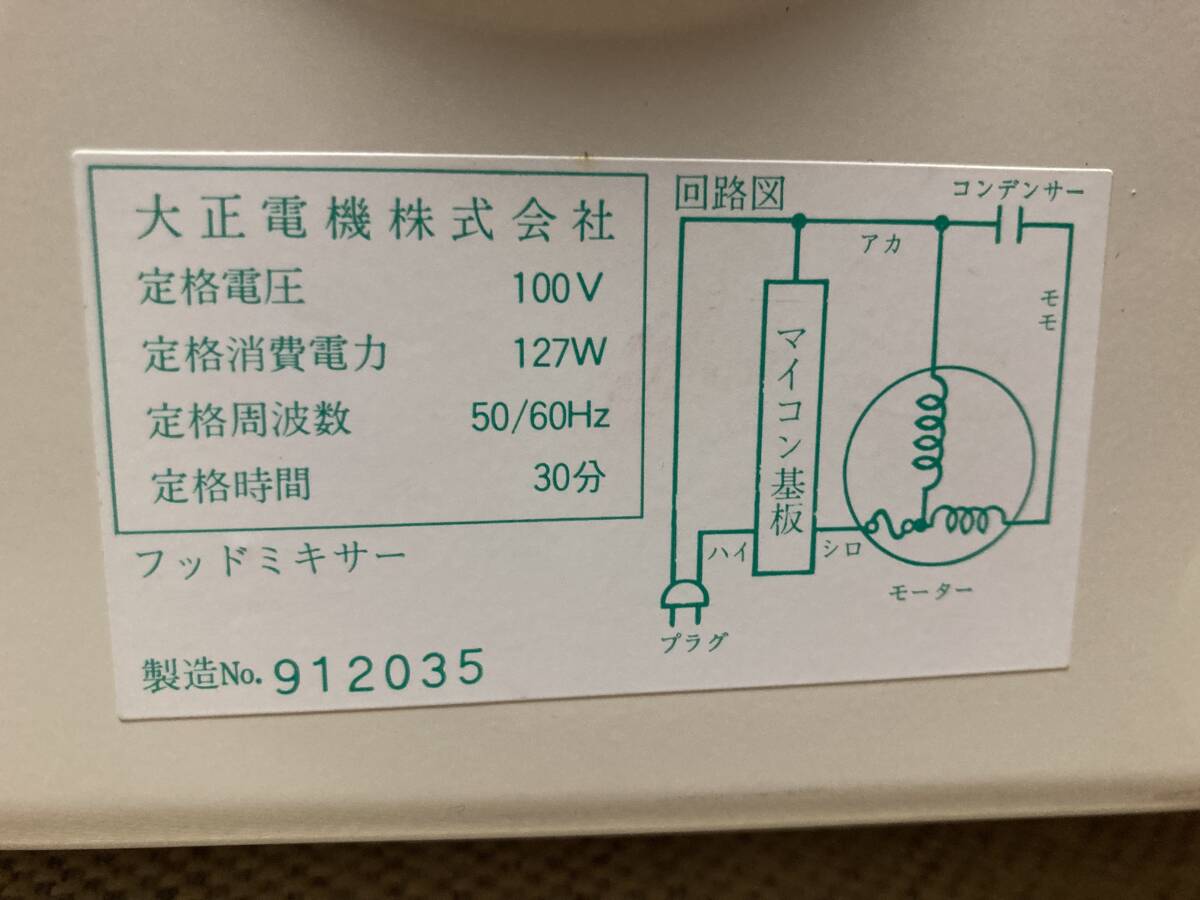 大正電機株式会社
定格電圧 100V
定格消費電力 127W
定格周波数 50/60Hz
定格時間 30分
フッドミキサー
製造No. 912035
回路図
コンデンサー
アカ
モモ
マイコン基板
ハイ
シロ
モーター
プラグ